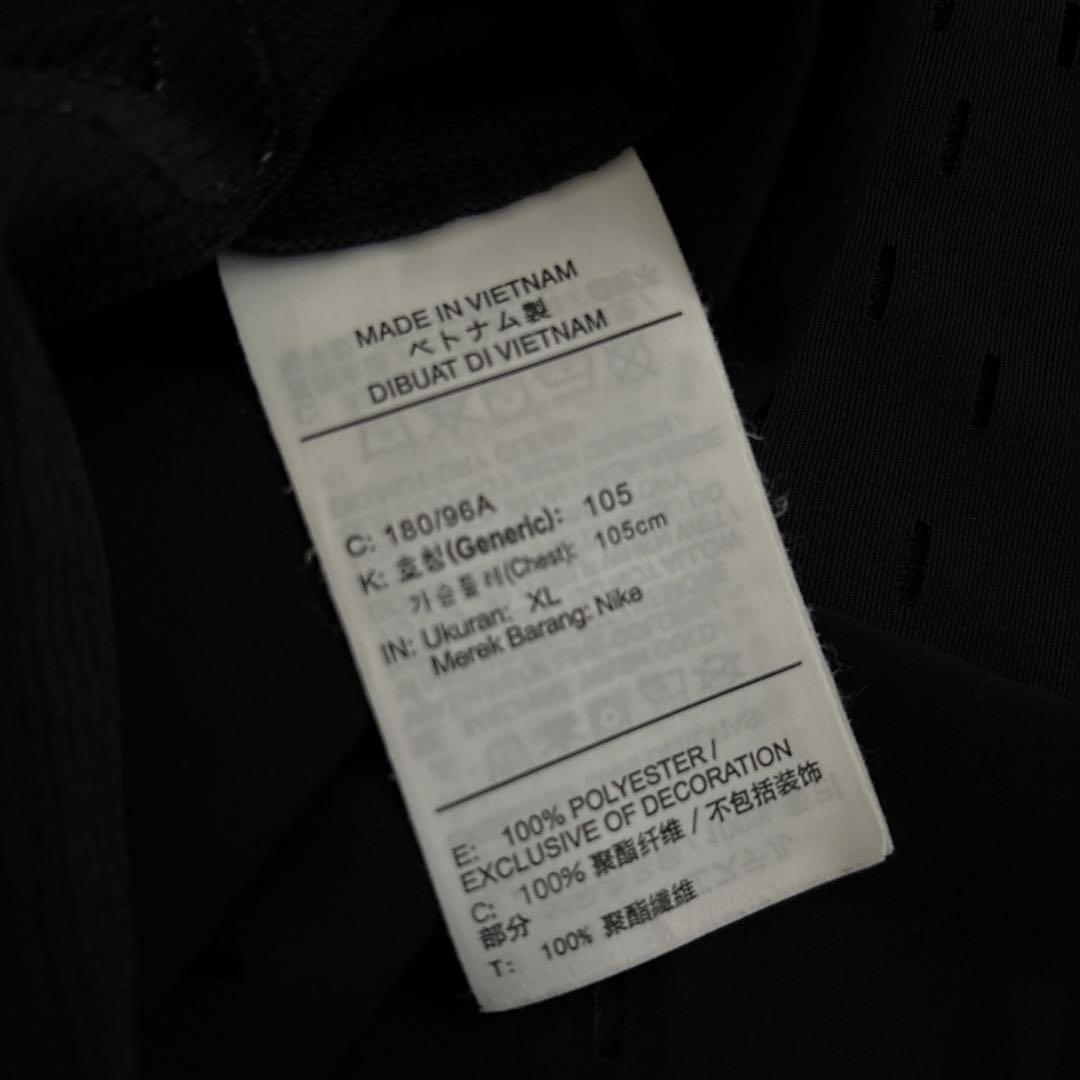 MADE IN VIETNAM
ベトナム製
DIBUAT DI VIETNAM
C: 180/96A
K: 호칭(Generic): 105
가슴둘레(Chest): 105cm
IN: Ukuran: XL
Merek Barang: Nike
E: 100% POLYESTER /
EXCLUSIVE OF DECORATION
C: 100% 聚酯纤维 / 不包括装饰
部分
T: 100% 聚酯纖維